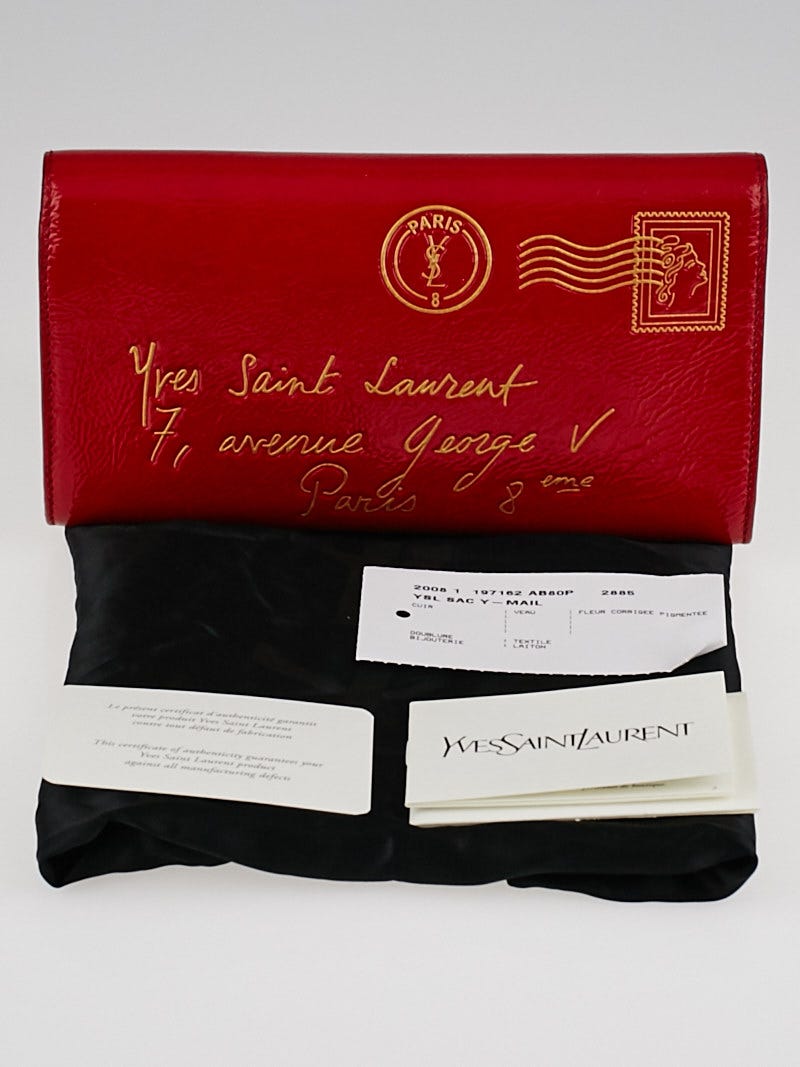 PARIS
YSL
8
Yves Saint Laurent
7, avenue George V
Paris 8 eme
2008 1 197162 AB80P 2885
YSL SAC Y-MAIL
CUIR VEAU FLEUR CORRIGEE PIGMENTEE
DOUBLURE TEXTILE
BIJOUTERIE LAITON
Le présent certificat d'authenticité garantit
votre produit Yves Saint Laurent
contre tout défaut de fabrication
This certificate of authenticity guarantees your
Yves Saint Laurent product
against all manufacturing defects
YVESSAINTLAURENT